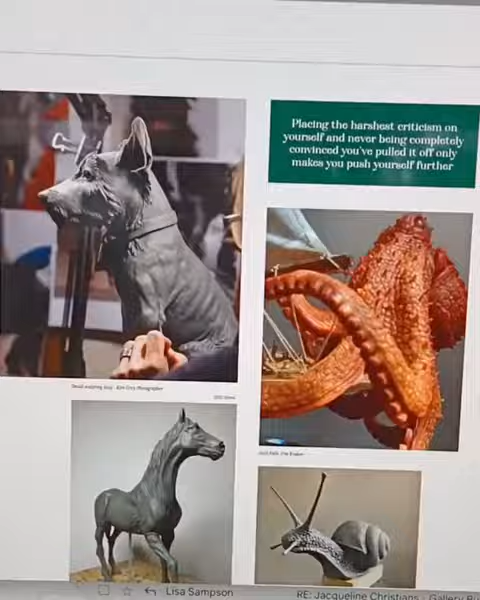 Placing the harshest criticism on
yourself and never being completely
convinced you've pulled it off only
makes you push yourself further
Lisa Sampson
RE: Jacqueline Christians - Gallery